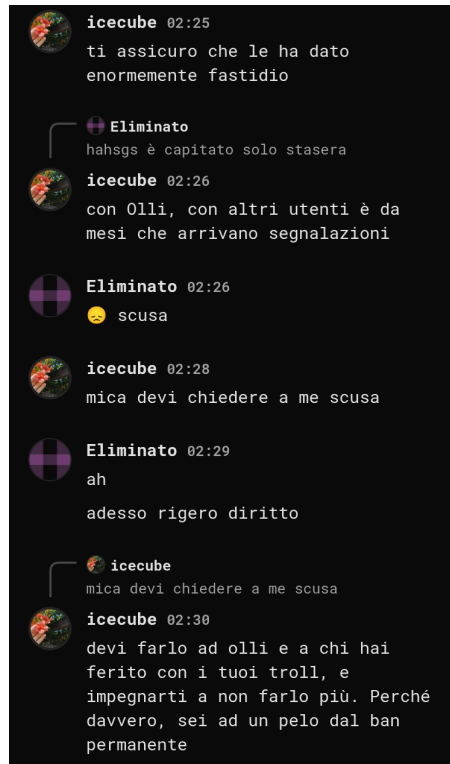 icecube 02:25
ti assicuro che le ha dato
enormemente fastidio
Eliminato
hahsgs è capitato solo stasera
icecube 02:26
con Olli, con altri utenti è da
mesi che arrivano segnalazioni
Eliminato 02:26
😞 scusa
icecube 02:28
mica devi chiedere a me scusa
Eliminato 02:29
ah
adesso rigero diritto
icecube
mica devi chiedere a me scusa
icecube 02:30
devi farlo ad olli e a chi hai
ferito con i tuoi troll, e
impegnarti a non farlo più. Perché
davvero, sei ad un pelo dal ban
permanente